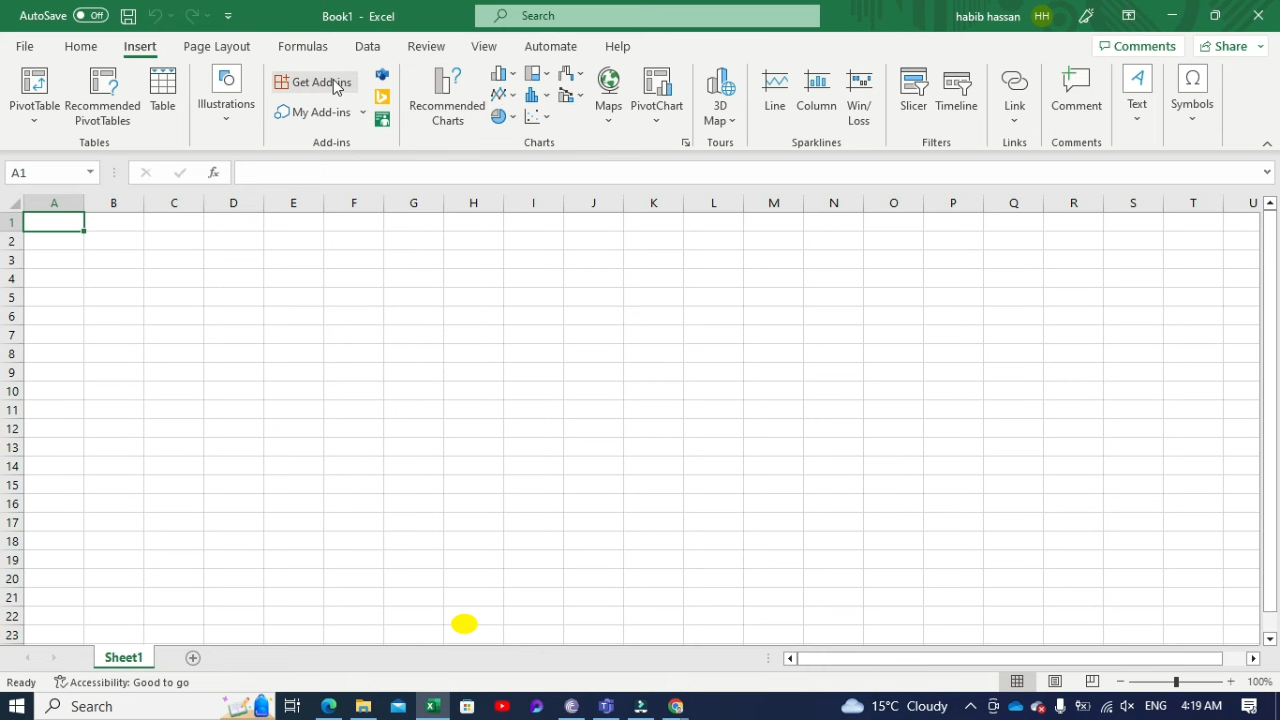 AutoSave Off Book1 - Excel Search habib hassan HH
File Home Insert Page Layout Formulas Data Review View Automate Help Comments Share
PivotTable
Recommended
PivotTables
Table
Tables
Illustrations
Get Add-ins
My Add-ins
Add-ins
Recommended
Charts
Maps
PivotChart
Charts
3D
Map
Tours
Line
Column
Win/
Loss
Sparklines
Slicer
Timeline
Filters
Link
Links
Comment
Comments
A
Text
Ω
Symbols
A1 fx
A B C D E F G H I J K L M N O P Q R S T U
1
2
3
4
5
6
7
8
9
10
11
12
13
14
15
16
17
18
19
20
21
22
23
Sheet1
Ready Accessibility: Good to go 100%
Search 15°C Cloudy ENG 4:19 AM